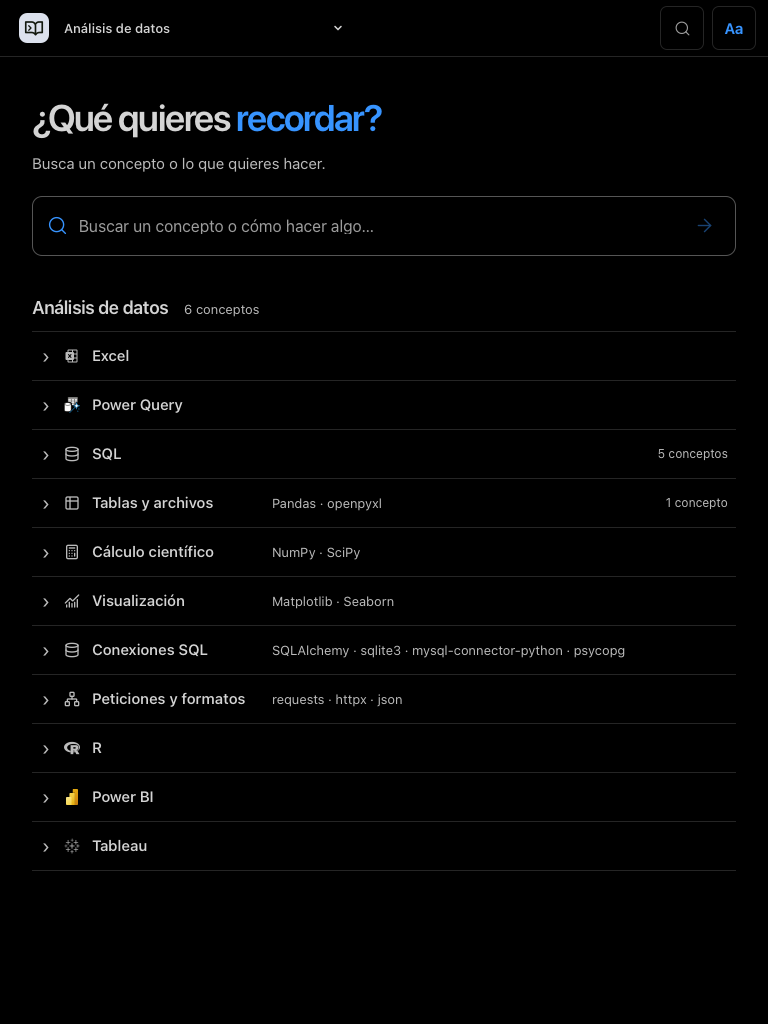 Análisis de datos
Aa
¿Qué quieres recordar?
Busca un concepto o lo que quieres hacer.
Buscar un concepto o cómo hacer algo...
Análisis de datos 6 conceptos
Excel
Power Query
SQL 5 conceptos
Tablas y archivos Pandas · openpyxl 1 concepto
Cálculo científico NumPy · SciPy
Visualización Matplotlib · Seaborn
Conexiones SQL SQLAlchemy · sqlite3 · mysql-connector-python · psycopg
Peticiones y formatos requests · httpx · json
R
Power BI
Tableau